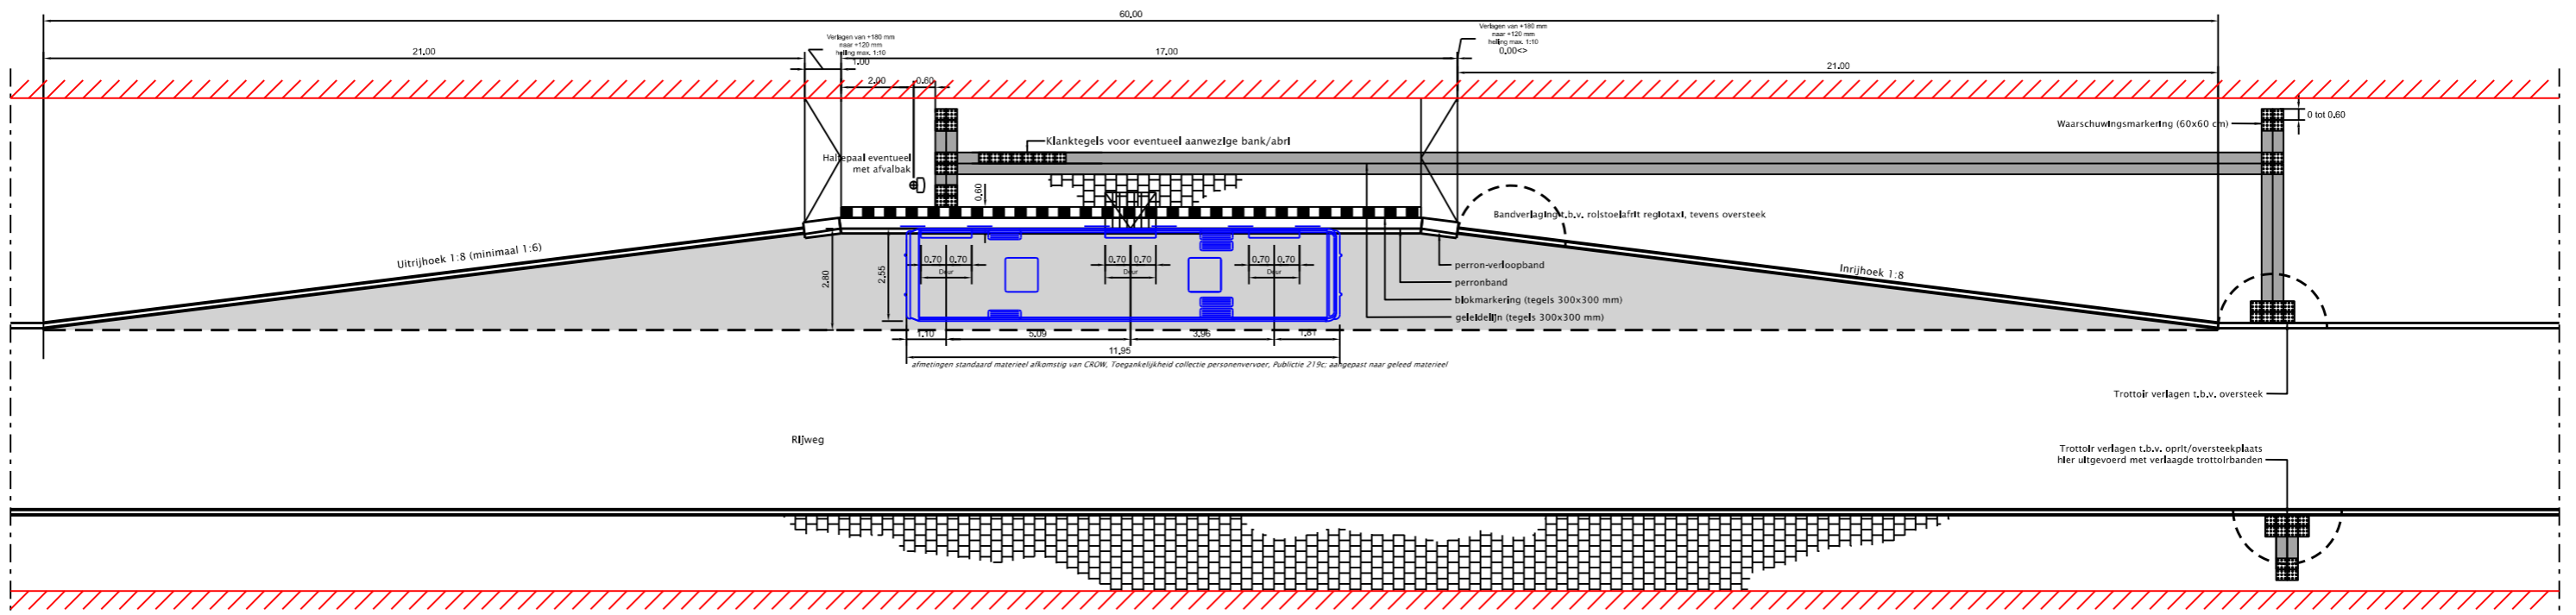 60.00
Verlagen van +180 mm
naar +120 mm
helling max. 1:10
1.00
Verlagen van +180 mm
naar +120 mm
helling max. 1:10
0.00<>
21.00
17.00
21.00
2.00
0.60
Waarschuwingsmarkering (60x60 cm)
0 tot 0.60
Klanktegels voor eventueel aanwezige bank/abri
Haltepaal eventueel
met afvalbak
0.60
Bandverlaging t.b.v. rolstoelafrit regiotaxi, tevens oversteek
Uitrijhoek 1:8 (minimaal 1:6)
Inrijhoek 1:8
2.80
2.55
0.70
0.70
Deur
0.70
0.70
Deur
0.70
0.70
Deur
perron-verloopband
perronband
blokmarkering (tegels 300x300 mm)
geleidelijn (tegels 300x300 mm)
1.10
5.09
3.96
1.81
11.95
afmetingen standaard materieel afkomstig van CROW, Toegankelijkheid collectie personenvervoer, Publictie 219c; aangepast naar geleed materieel
Trottoir verlagen t.b.v. oversteek
Rijweg
Trottoir verlagen t.b.v. oprit/oversteekplaats
hier uitgevoerd met verlaagde trottoirbanden